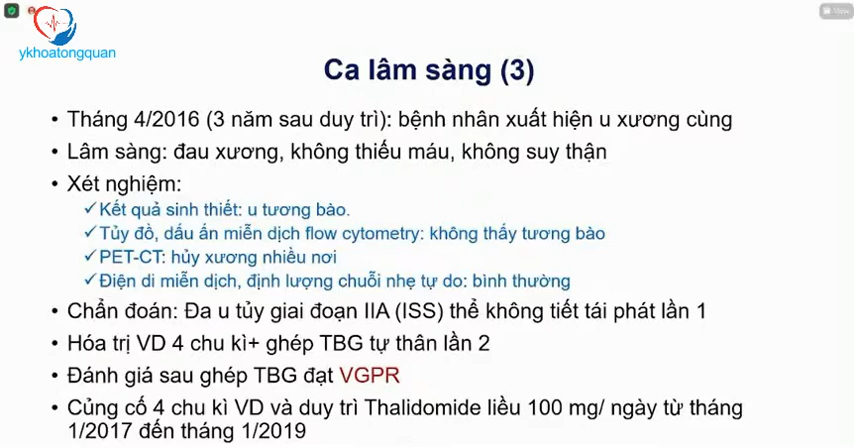 View
ykhoatongquan
Ca lâm sàng (3)
• Tháng 4/2016 (3 năm sau duy trì): bệnh nhân xuất hiện u xương cùng
• Lâm sàng: đau xương, không thiếu máu, không suy thận
• Xét nghiệm:
✓Kết quả sinh thiết: u tương bào.
✓Tủy đồ, dấu ấn miễn dịch flow cytometry: không thấy tương bào
✓PET-CT: hủy xương nhiều nơi
✓Điện di miễn dịch, định lượng chuỗi nhẹ tự do: bình thường
• Chẩn đoán: Đa u tủy giai đoạn IIA (ISS) thể không tiết tái phát lần 1
• Hóa trị VD 4 chu kì+ ghép TBG tự thân lần 2
• Đánh giá sau ghép TBG đạt VGPR
• Củng cố 4 chu kì VD và duy trì Thalidomide liều 100 mg/ ngày từ tháng
1/2017 đến tháng 1/2019